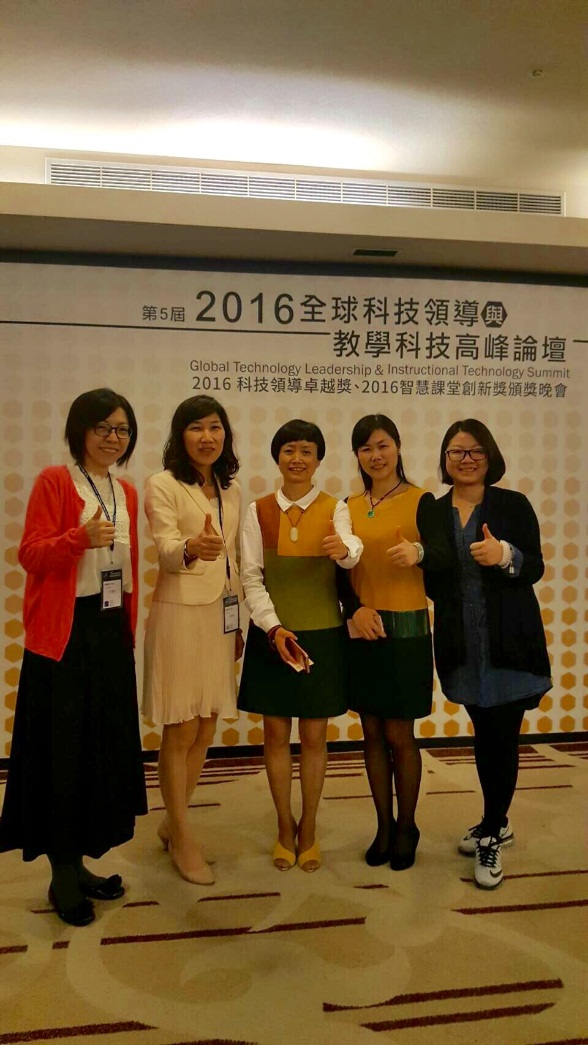 第5屆 2016全球科技領導與
教學科技高峰論壇
Global Technology Leadership & Instructional Technology Summit
2016 科技領導卓越獎、2016智慧課堂創新獎頒獎晚會